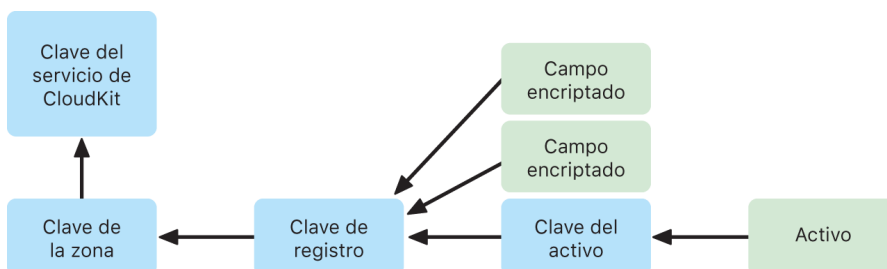 Clave del
servicio de
CloudKit
Campo
encriptado
Campo
encriptado
Clave de
la zona
Clave de
registro
Clave del
activo
Activo